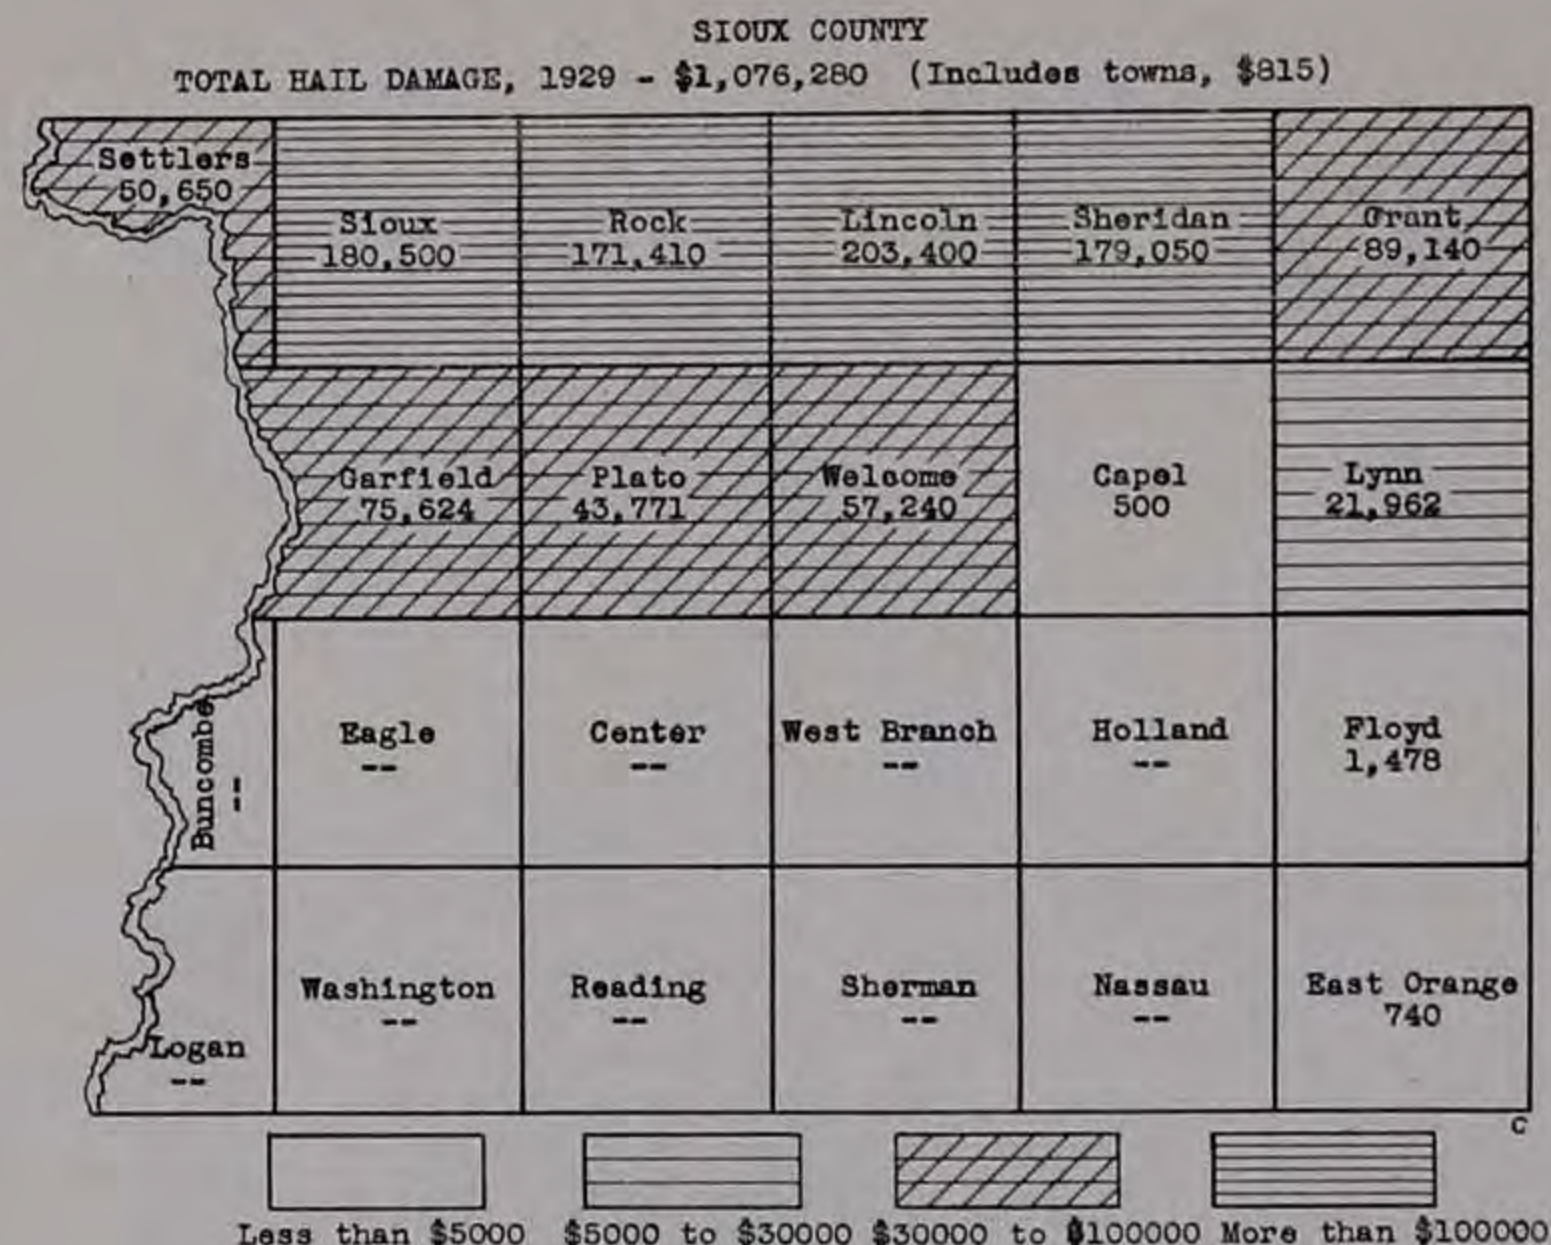 SIOUX COUNTY
TOTAL HAIL DAMAGE, 1929 - $1,076,280 (Includes towns, $815)
Settlers
50,650
Sioux
180,500
Rock
171,410
Lincoln
203,400
Sheridan
179,050
Grant
89,140
Garfield
75,624
Plato
43,771
Welcome
57,240
Capel
500
Lynn
21,962
Buncombe
--
Eagle
--
Center
--
West Branch
--
Holland
--
Floyd
1,478
Logan
--
Washington
--
Reading
--
Sherman
--
Nassau
--
East Orange
740
C
Less than $5000
$5000 to $30000
$30000 to $100000
More than $100000